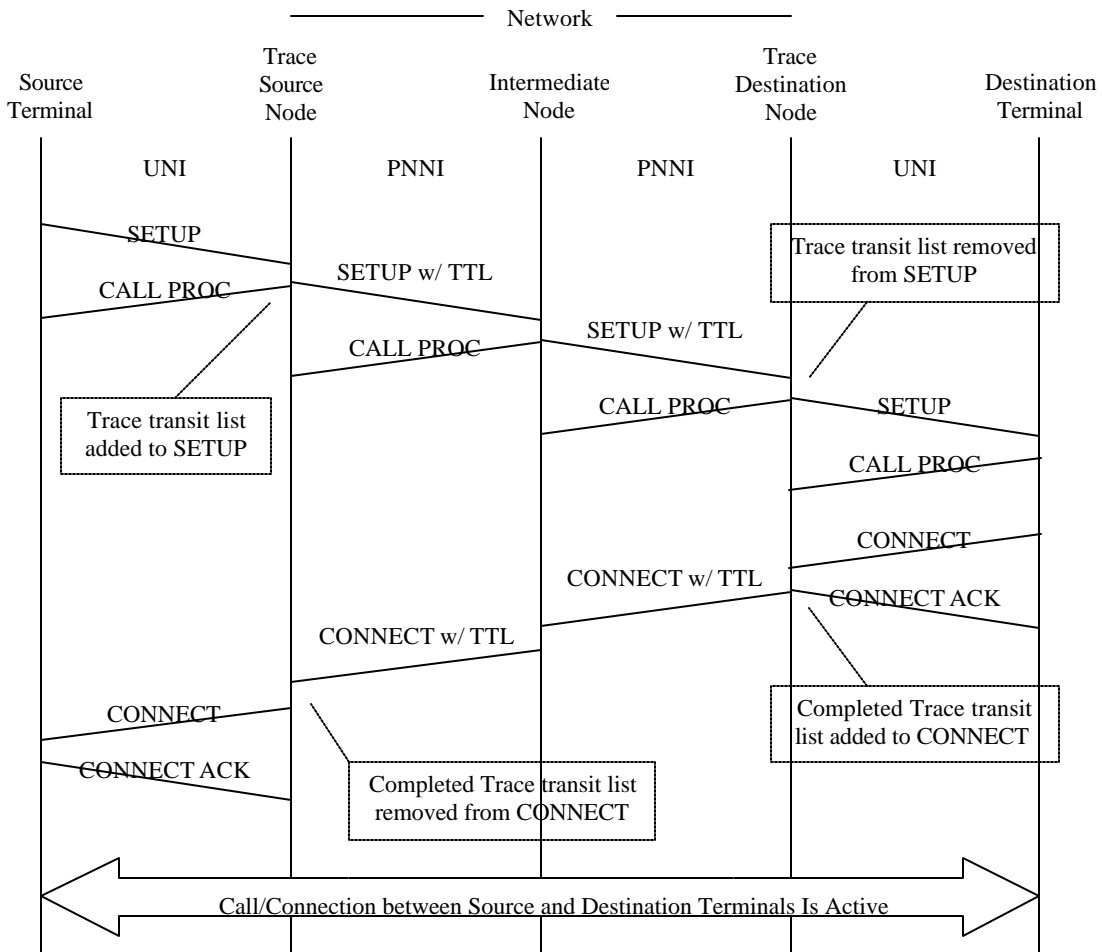 Network
Source
Terminal
Trace
Source
Node
Intermediate
Node
Trace
Destination
Node
Destination
Terminal
UNI
PNNI
PNNI
UNI
SETUP
CALL PROC
SETUP w/ TTL
CALL PROC
SETUP w/ TTL
CALL PROC
Trace transit list removed
from SETUP
Trace transit list
added to SETUP
SETUP
CALL PROC
CONNECT
CONNECT w/ TTL
CONNECT ACK
CONNECT w/ TTL
Completed Trace transit
list added to CONNECT
CONNECT
CONNECT ACK
Completed Trace transit list
removed from CONNECT
Call/Connection between Source and Destination Terminals Is Active